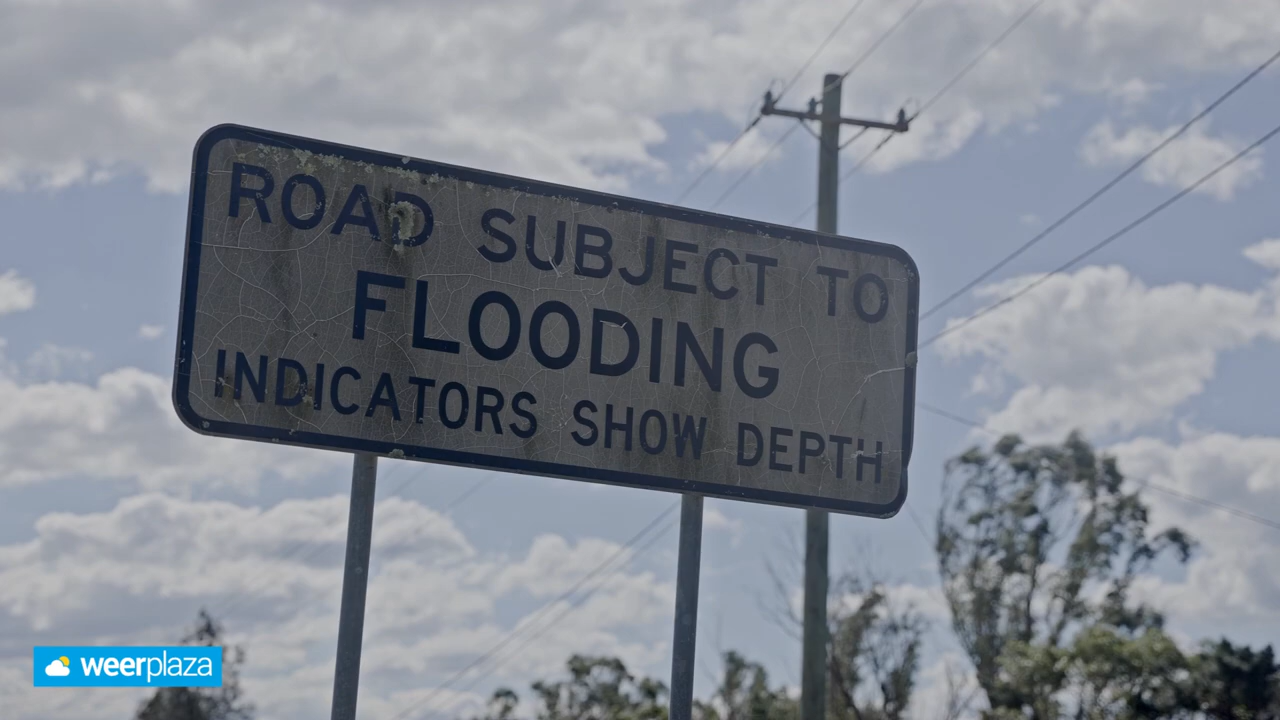 ROAD SUBJECT TO
FLOODING
INDICATORS SHOW DEPTH
weerplaza